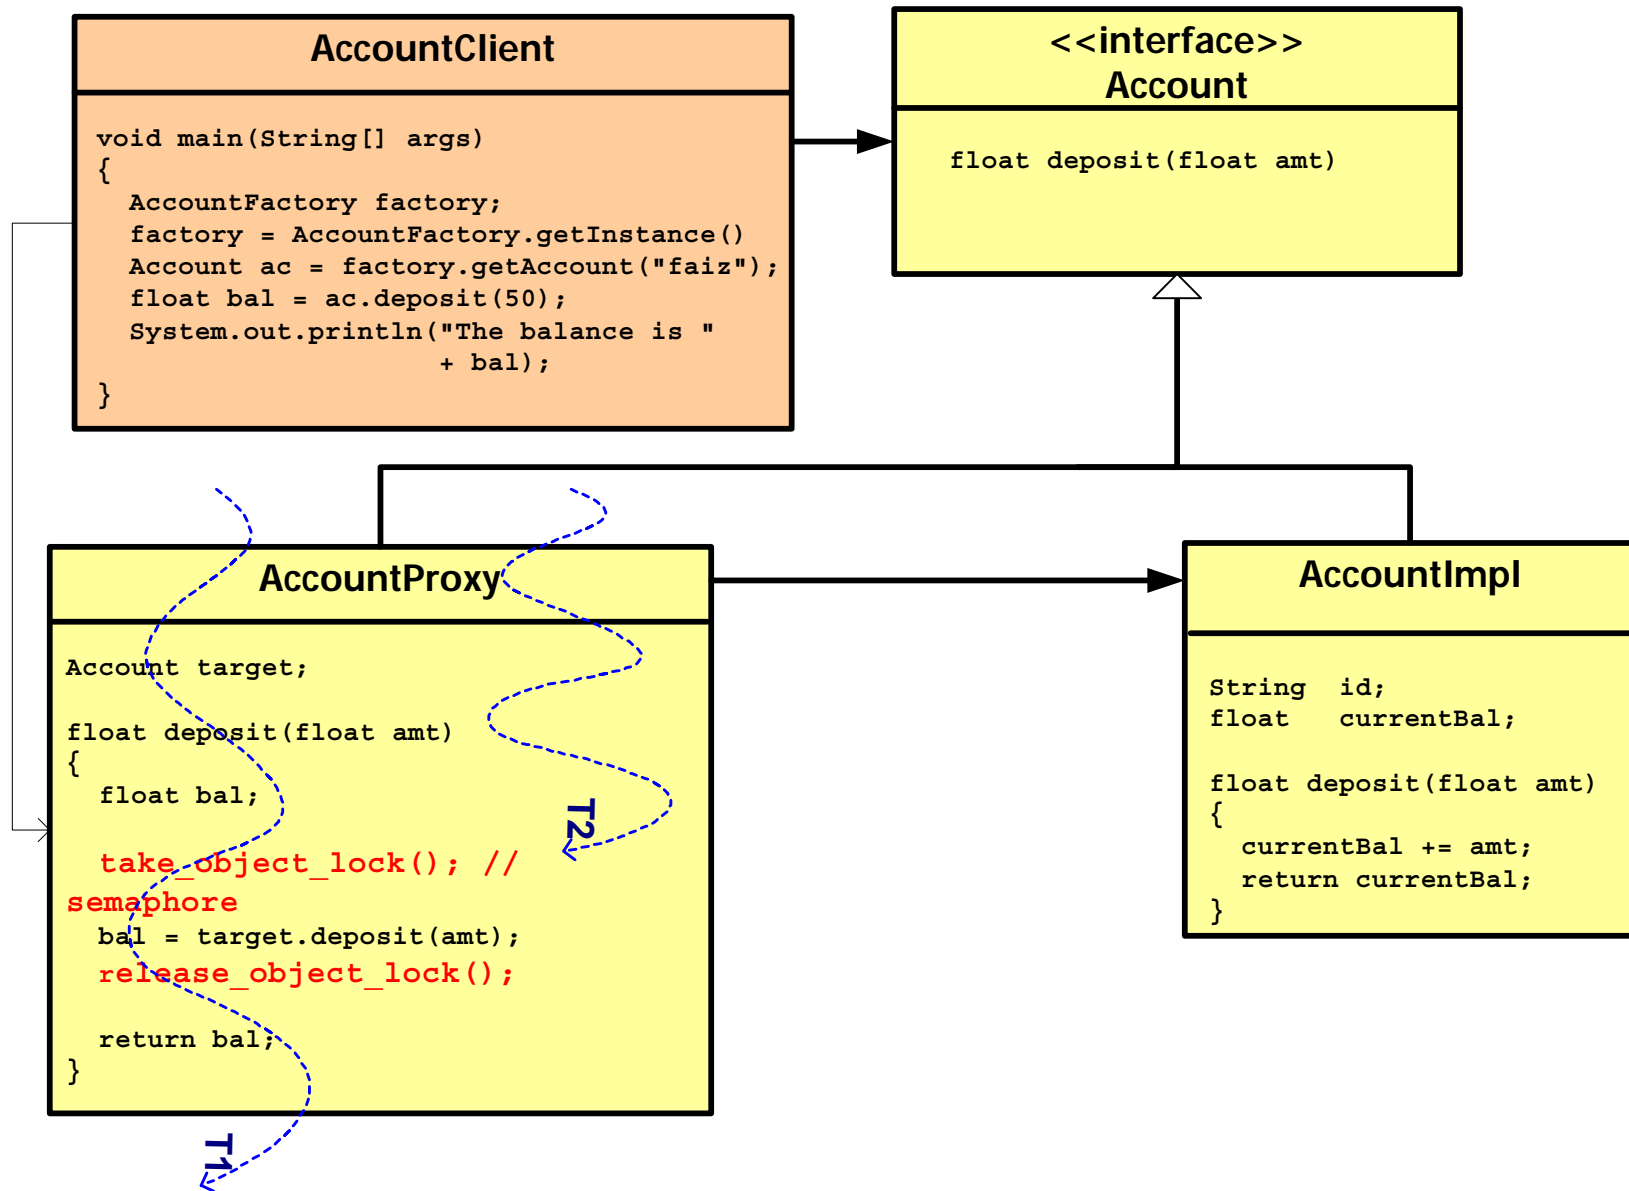 AccountClient
void main(String[] args)
{
AccountFactory factory;
factory = AccountFactory.getInstance()
Account ac = factory.getAccount("faiz");
float bal = ac.deposit(50);
System.out.println("The balance is "
+ bal);
}
<<interface>>
Account
float deposit(float amt)
AccountProxy
Account target;
float deposit(float amt)
{
float bal;
take_object_lock(); //
semaphore
bal = target.deposit(amt);
release_object_lock();
return bal;
}
T2
T1
AccountImpl
String id;
float currentBal;
float deposit(float amt)
{
currentBal += amt;
return currentBal;
}